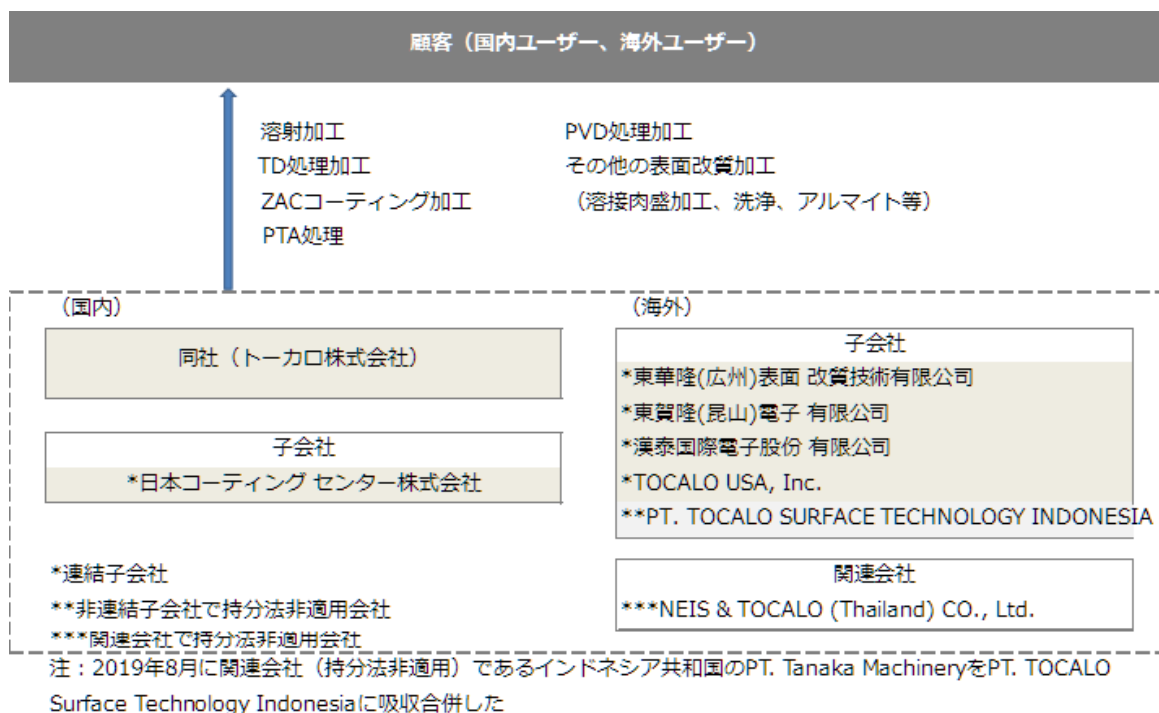 顧客（国内ユーザー、海外ユーザー）
溶射加工
TD処理加工
ZACコーティング加工
PTA処理
PVD処理加工
その他の表面改質加工
（溶接肉盛加工、洗浄、アルマイト等）
（国内）
同社（トーカロ株式会社）
子会社
*日本コーティング センター株式会社
*連結子会社
**非連結子会社で持分法非適用会社
***関連会社で持分法非適用会社
（海外）
子会社
*東華隆(広州)表面 改質技術有限公司
*東賀隆(昆山)電子 有限公司
*漢泰国際電子股份 有限公司
*TOCALO USA, Inc.
**PT. TOCALO SURFACE TECHNOLOGY INDONESIA
関連会社
***NEIS & TOCALO (Thailand) CO., Ltd.
注：2019年8月に関連会社（持分法非適用）であるインドネシア共和国のPT. Tanaka MachineryをPT. TOCALO
Surface Technology Indonesiaに吸収合併した